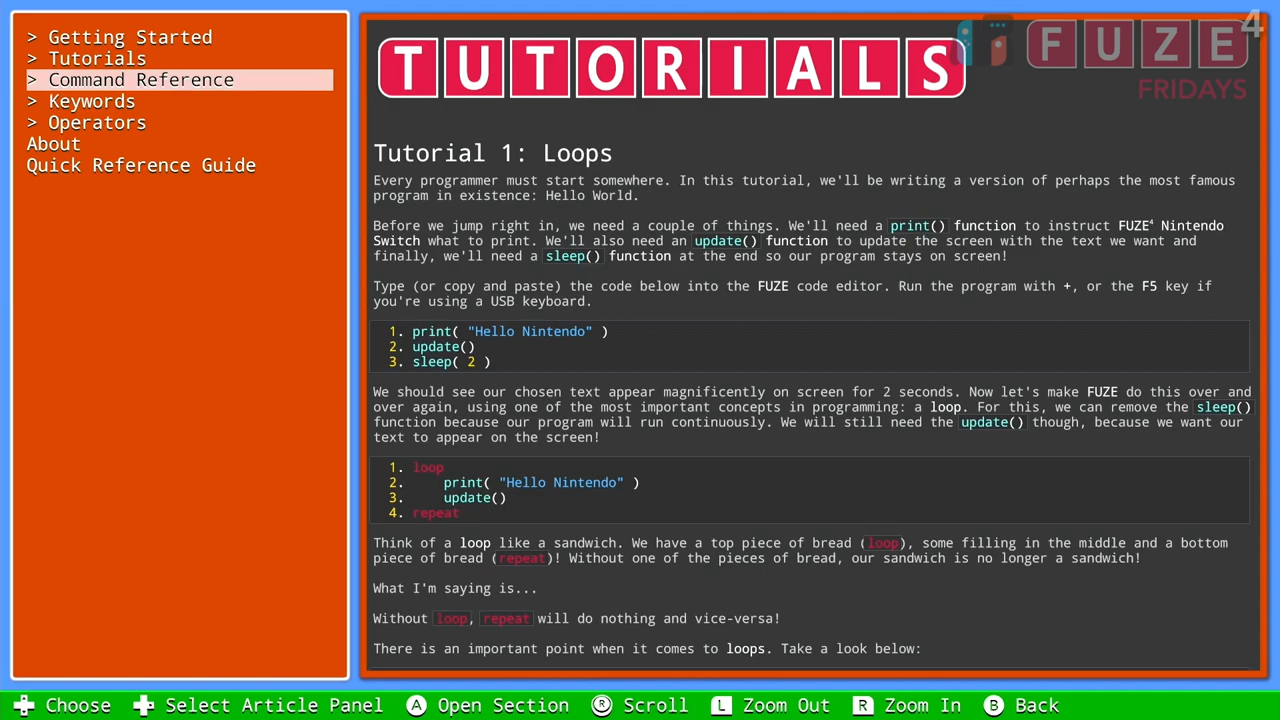 > Getting Started
> Tutorials
> Command Reference
> Keywords
> Operators
About
Quick Reference Guide
TUTORIALS
FUZE4
FRIDAYS
Tutorial 1: Loops
Every programmer must start somewhere. In this tutorial, we'll be writing a version of perhaps the most famous
program in existence: Hello World.
Before we jump right in, we need a couple of things. We'll need a print() function to instruct FUZE⁴ Nintendo
Switch what to print. We'll also need an update() function to update the screen with the text we want and
finally, we'll need a sleep() function at the end so our program stays on screen!
Type (or copy and paste) the code below into the FUZE code editor. Run the program with +, or the F5 key if
you're using a USB keyboard.
1. print( "Hello Nintendo" )
2. update()
3. sleep( 2 )
We should see our chosen text appear magnificently on screen for 2 seconds. Now let's make FUZE do this over and
over again, using one of the most important concepts in programming: a loop. For this, we can remove the sleep()
function because our program will run continuously. We will still need the update() though, because we want our
text to appear on the screen!
1. loop
2. print( "Hello Nintendo" )
3. update()
4. repeat
Think of a loop like a sandwich. We have a top piece of bread (loop), some filling in the middle and a bottom
piece of bread (repeat)! Without one of the pieces of bread, our sandwich is no longer a sandwich!
What I'm saying is...
Without loop, repeat will do nothing and vice-versa!
There is an important point when it comes to loops. Take a look below:
Choose Select Article Panel A Open Section R Scroll L Zoom Out R Zoom In B Back